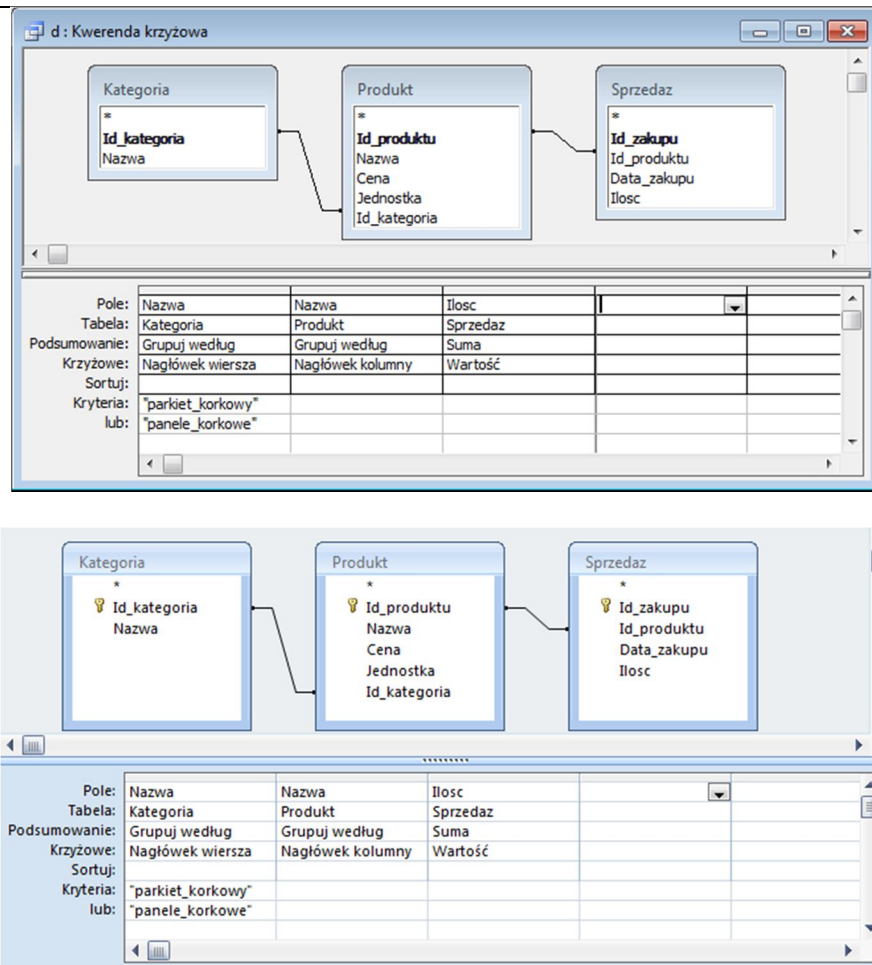 d : Kwerenda krzyżowa
Kategoria
*
Id_kategoria
Nazwa
Produkt
*
Id_produktu
Nazwa
Cena
Jednostka
Id_kategoria
Sprzedaz
*
Id_zakupu
Id_produktu
Data_zakupu
Ilosc
Pole: Nazwa Nazwa Ilosc
Tabela: Kategoria Produkt Sprzedaz
Podsumowanie: Grupuj według Grupuj według Suma
Krzyżowe: Nagłówek wiersza Nagłówek kolumny Wartość
Sortuj:
Kryteria: "parkiet_korkowy"
lub: "panele_korkowe"
Kategoria
*
Id_kategoria
Nazwa
Produkt
*
Id_produktu
Nazwa
Cena
Jednostka
Id_kategoria
Sprzedaz
*
Id_zakupu
Id_produktu
Data_zakupu
Ilosc
Pole: Nazwa Nazwa Ilosc
Tabela: Kategoria Produkt Sprzedaz
Podsumowanie: Grupuj według Grupuj według Suma
Krzyżowe: Nagłówek wiersza Nagłówek kolumny Wartość
Sortuj:
Kryteria: "parkiet_korkowy"
lub: "panele_korkowe"